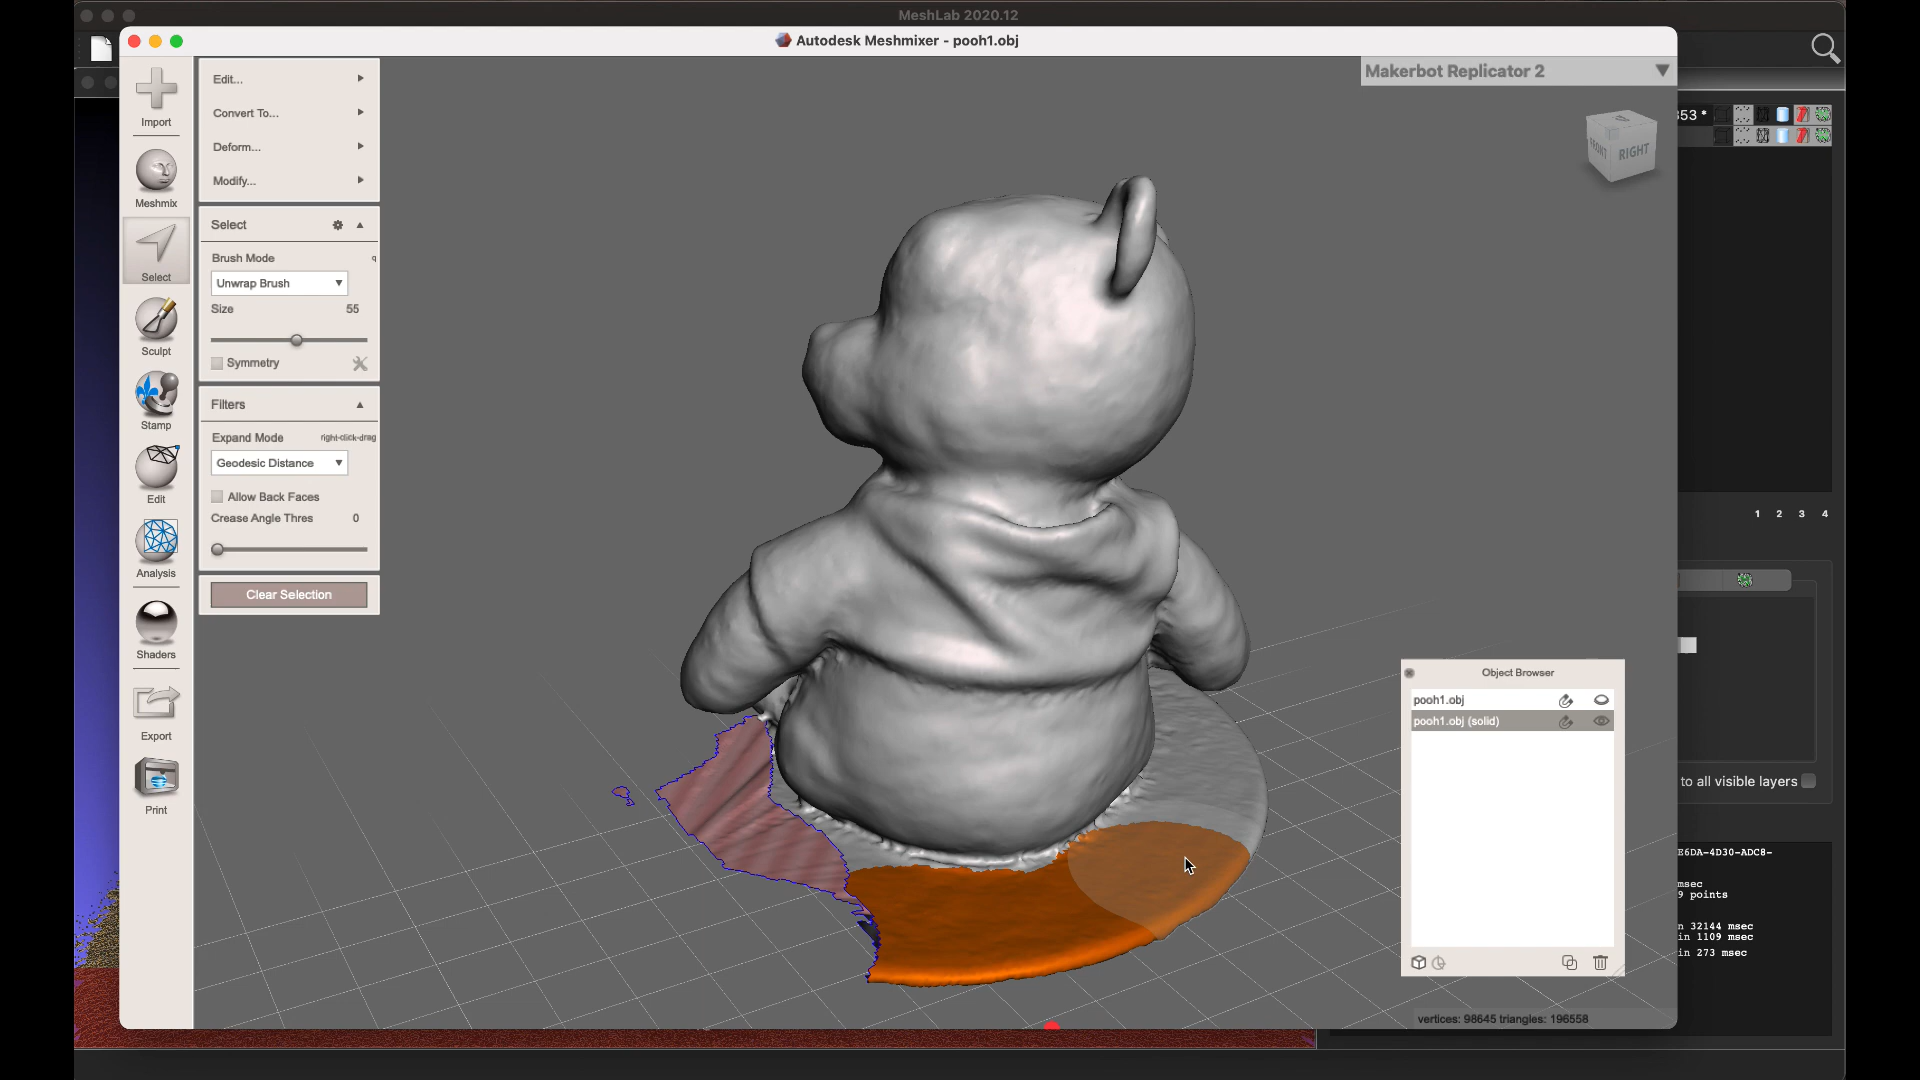 MeshLab 2020.12
Autodesk Meshmixer - pooh1.obj
Import
Meshmix
Select
Sculpt
Stamp
Edit
Analysis
Shaders
Export
Print
Edit...
Convert To...
Deform...
Modify...
Select
Brush Mode q
Unwrap Brush
Size 55
Symmetry
Filters
Expand Mode right-click-drag
Geodesic Distance
Allow Back Faces
Crease Angle Thres 0
Clear Selection
Makerbot Replicator 2
FRONT RIGHT
Object Browser
pooh1.obj
pooh1.obj (solid)
vertices: 98645 triangles: 196558
353 *
1 2 3 4
to all visible layers
E6DA-4D30-ADC8-
msec
9 points
n 32144 msec
in 1109 msec
in 273 msec